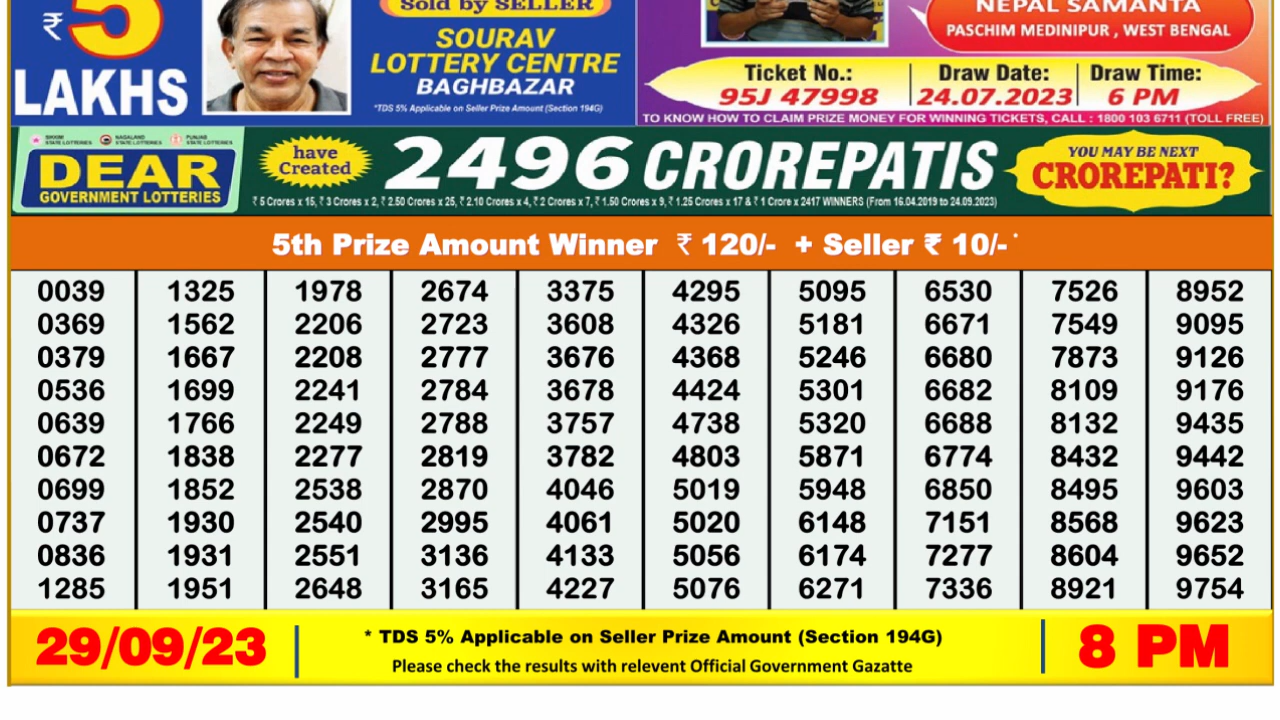 ₹ 5
LAKHS
Sold by SELLER
SOURAV
LOTTERY CENTRE
BAGHBAZAR
*TDS 5% Applicable on Seller Prize Amount (Section 194G)
NEPAL SAMANTA
PASCHIM MEDINIPUR , WEST BENGAL
Ticket No.: Draw Date: Draw Time:
95J 47998 24.07.2023 6 PM
TO KNOW HOW TO CLAIM PRIZE MONEY FOR WINNING TICKETS, CALL : 1800 103 6711 (TOLL FREE)
SIKKIM STATE LOTTERIES NAGALAND STATE LOTTERIES PUNJAB STATE LOTTERIES
DEAR
GOVERNMENT LOTTERIES
have
Created
2496 CROREPATIS
₹ 5 Crores x 15, ₹ 3 Crores x 2, ₹ 2.50 Crores x 25, ₹ 2.10 Crores x 4, ₹ 2 Crores x 7, ₹ 1.50 Crores x 9, ₹ 1.25 Crores x 17 & ₹ 1 Crore x 2417 WINNERS (From 16.04.2019 to 24.09.2023)
YOU MAY BE NEXT
CROREPATI?
5th Prize Amount Winner ₹ 120/- + Seller ₹ 10/- *
0039 1325 1978 2674 3375 4295 5095 6530 7526 8952
0369 1562 2206 2723 3608 4326 5181 6671 7549 9095
0379 1667 2208 2777 3676 4368 5246 6680 7873 9126
0536 1699 2241 2784 3678 4424 5301 6682 8109 9176
0639 1766 2249 2788 3757 4738 5320 6688 8132 9435
0672 1838 2277 2819 3782 4803 5871 6774 8432 9442
0699 1852 2538 2870 4046 5019 5948 6850 8495 9603
0737 1930 2540 2995 4061 5020 6148 7151 8568 9623
0836 1931 2551 3136 4133 5056 6174 7277 8604 9652
1285 1951 2648 3165 4227 5076 6271 7336 8921 9754
29/09/23
* TDS 5% Applicable on Seller Prize Amount (Section 194G)
Please check the results with relevent Official Government Gazatte
8 PM